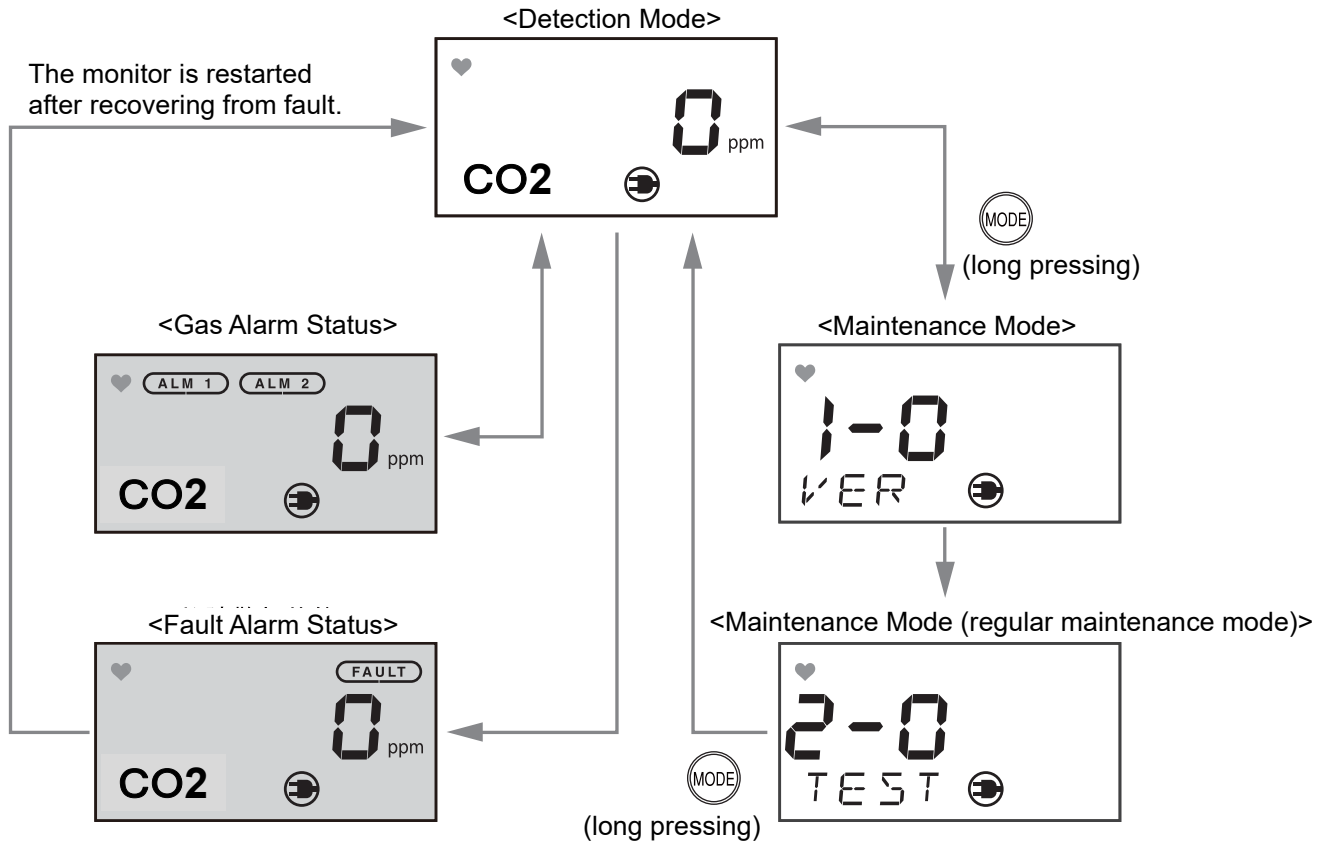 <Detection Mode>
The monitor is restarted
after recovering from fault.
0 ppm
CO2
MODE
(long pressing)
<Gas Alarm Status>
ALM 1 ALM 2
0 ppm
CO2
<Maintenance Mode>
1-0
VER
<Fault Alarm Status>
FAULT
0 ppm
CO2
<Maintenance Mode (regular maintenance mode)>
2-0
TEST
MODE
(long pressing)